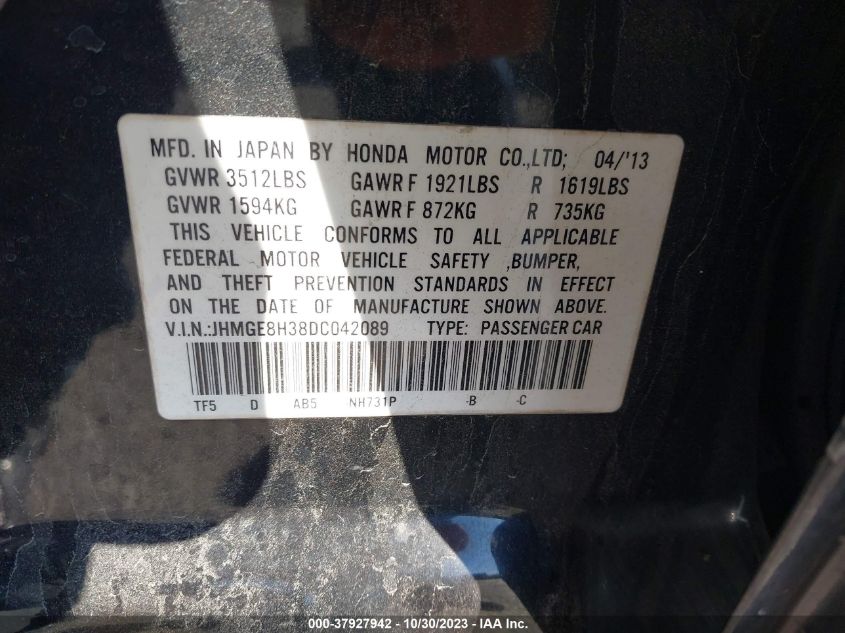 MFD. IN JAPAN BY HONDA MOTOR CO.,LTD; 04/'13
GVWR 3512LBS GAWR F 1921LBS R 1619LBS
GVWR 1594KG GAWR F 872KG R 735KG
THIS VEHICLE CONFORMS TO ALL APPLICABLE
FEDERAL MOTOR VEHICLE SAFETY ,BUMPER,
AND THEFT PREVENTION STANDARDS IN EFFECT
ON THE DATE OF MANUFACTURE SHOWN ABOVE.
V.I.N.:JHMGE8H38DC042089 TYPE: PASSENGER CAR
TF5 D AB5 NH731P -B -C
000-37927942 - 10/30/2023 - Copyright © 2023 IAA, Inc.